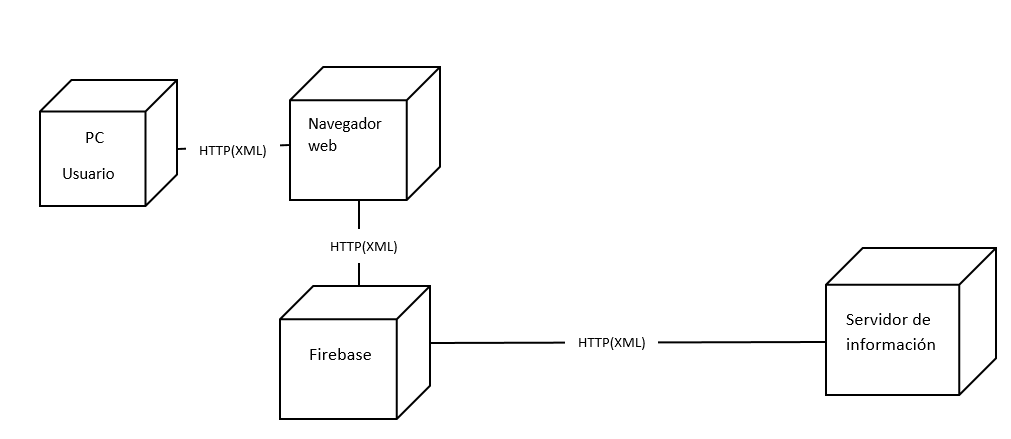 PC
Usuario
HTTP(XML)
Navegador
web
HTTP(XML)
Firebase
HTTP(XML)
Servidor de
información